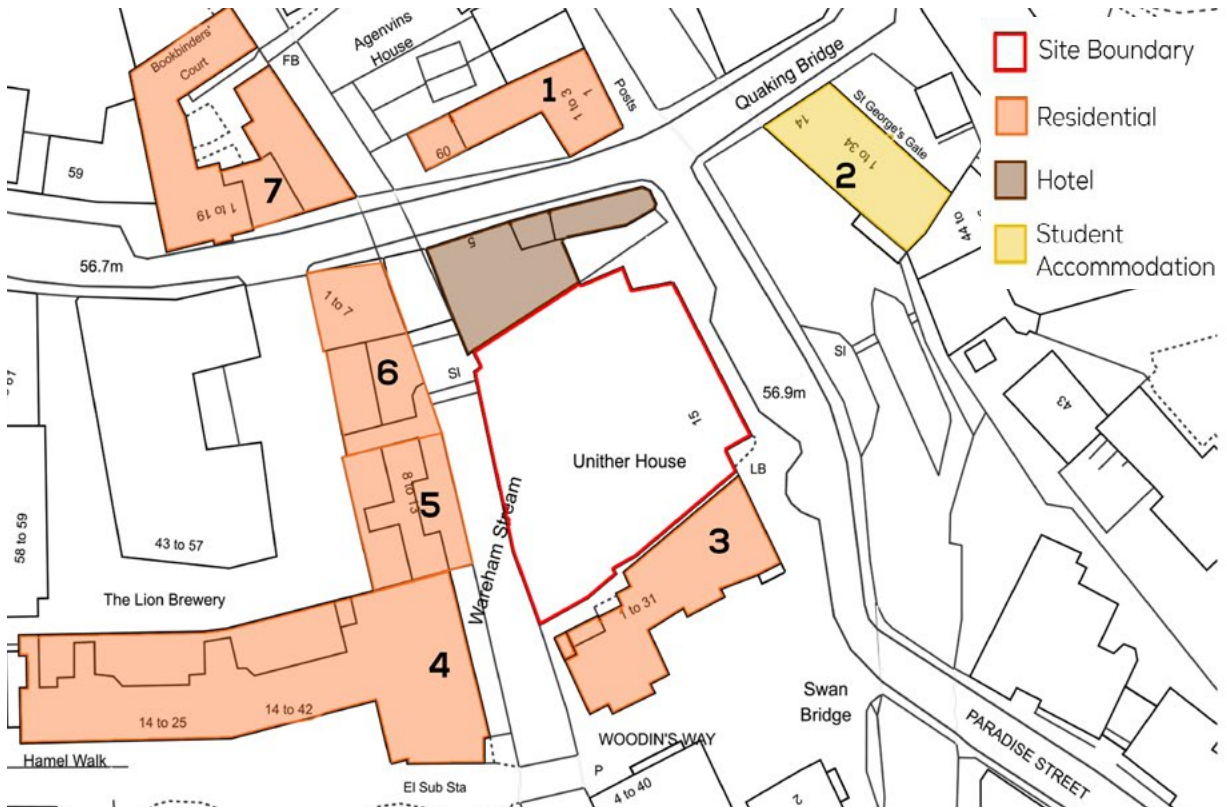 Bookbinders'
Court
FB
Agenvins
House
Posts
Quaking Bridge
Site Boundary
Residential
Hotel
Student
Accommodation
1
1 to 3
60
59
7
1 to 19
14
1 to 34
St George's Gate
2
44 to
5
56.7m
1 to 7
6
SI
SI
56.9m
15
43
Unither House
LB
5
8 to 13
3
58 to 59
43 to 57
Wareham Stream
The Lion Brewery
1 to 31
4
14 to 25
14 to 42
Swan
Bridge
PARADISE STREET
Hamel Walk
WOODIN'S WAY
El Sub Sta
P
4 to 40
2